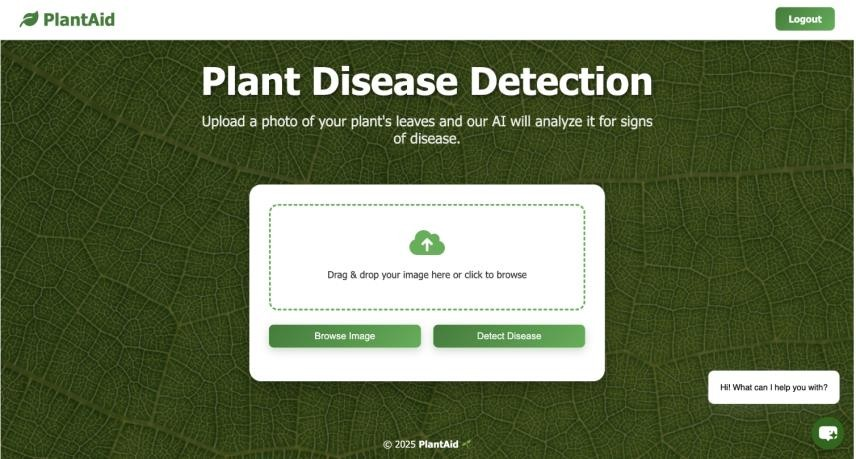 PlantAid
Logout
Plant Disease Detection
Upload a photo of your plant's leaves and our AI will analyze it for signs
of disease.
Drag & drop your image here or click to browse
Browse Image
Detect Disease
Hi! What can I help you with?
© 2025 PlantAid